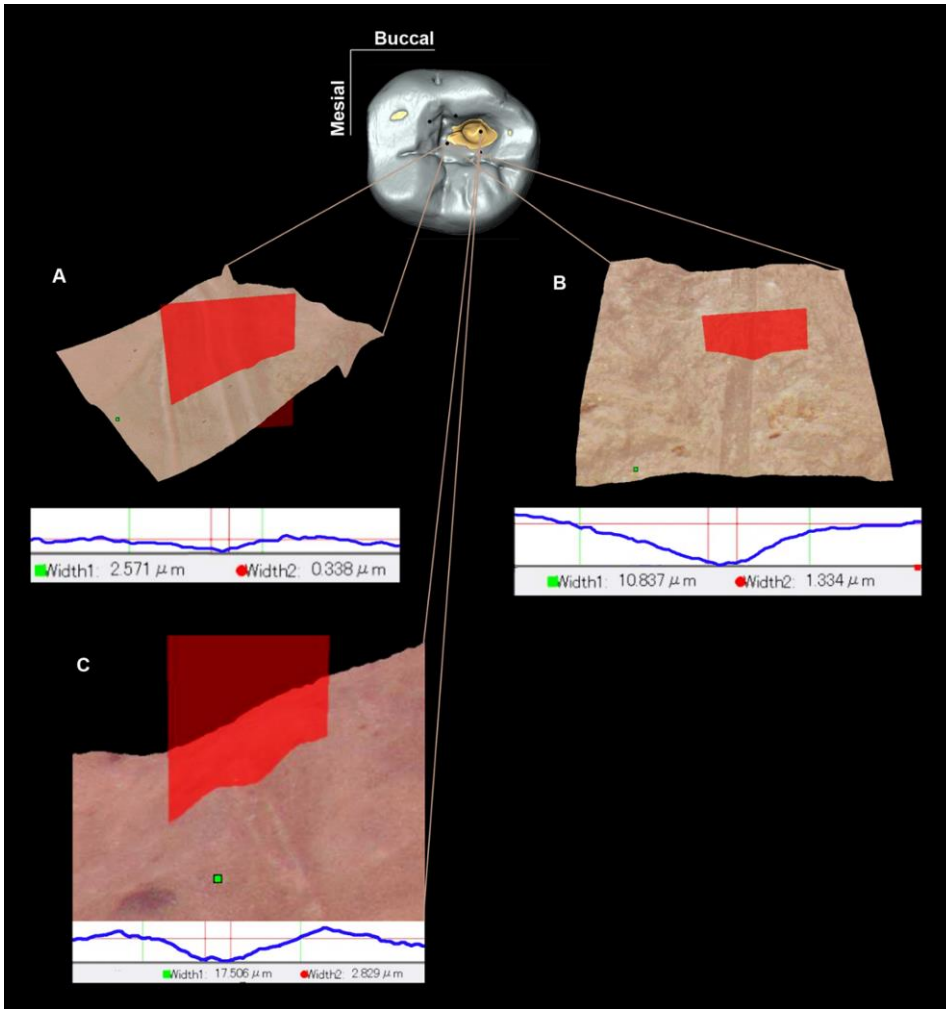 Buccal
Mesial
A
B
Width1: 2.571 μm Width2: 0.338 μm
Width1: 10.837 μm Width2: 1.334 μm
C
Width1: 17.506 μm Width2: 2.829 μm